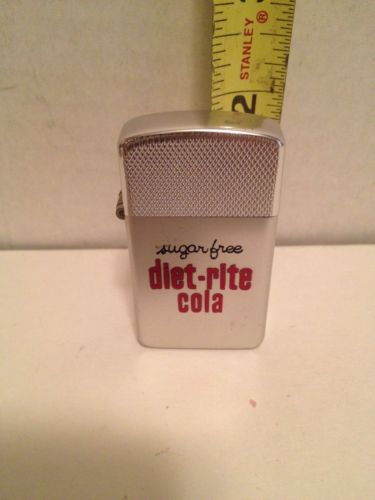 STANLEY ®
2
sugar free
diet-rite
cola